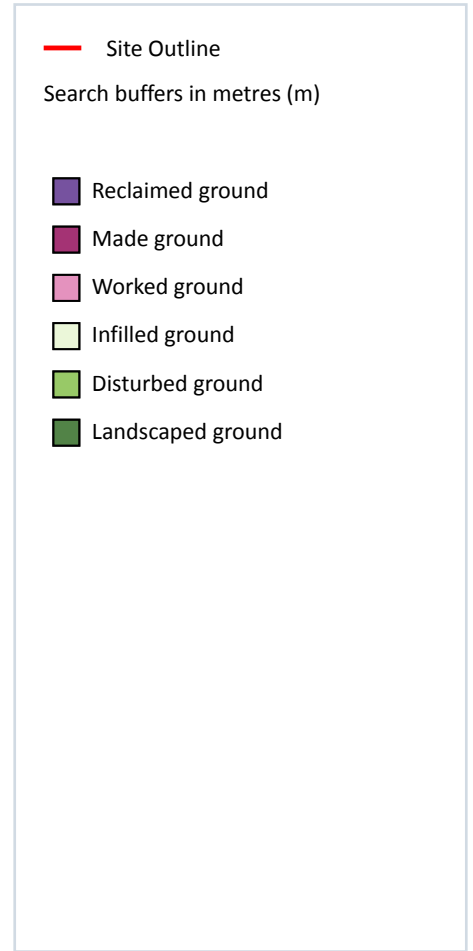 Site Outline
Search buffers in metres (m)
Reclaimed ground
Made ground
Worked ground
Infilled ground
Disturbed ground
Landscaped ground